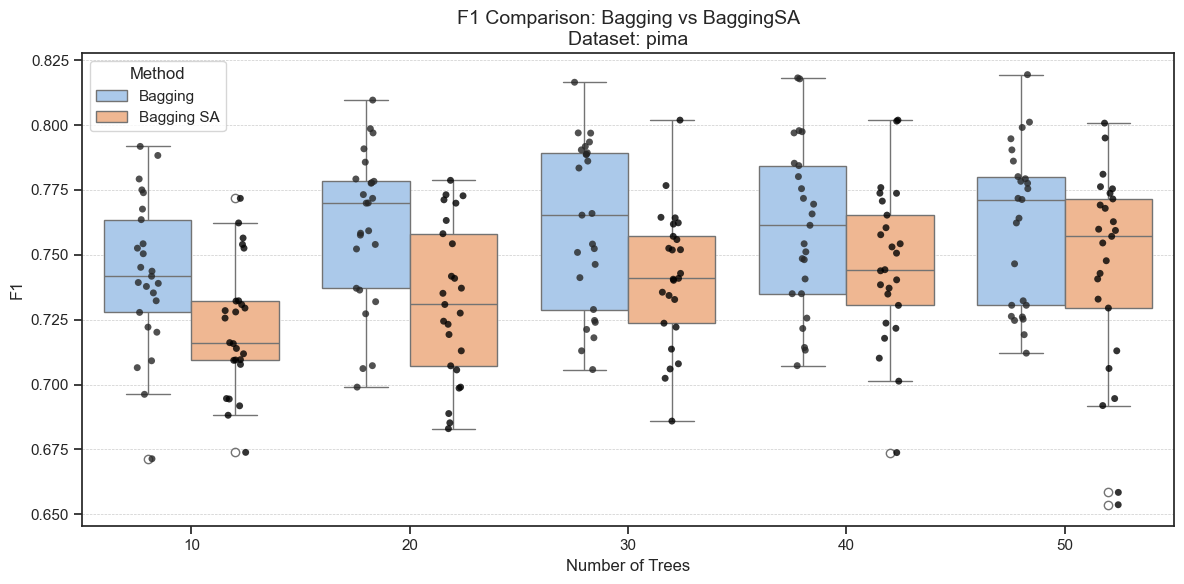 F1 Comparison: Bagging vs BaggingSA
Dataset: pima
Method
Bagging
Bagging SA
F1
0.825
0.800
0.775
0.750
0.725
0.700
0.675
0.650
10 20 30 40 50
Number of Trees